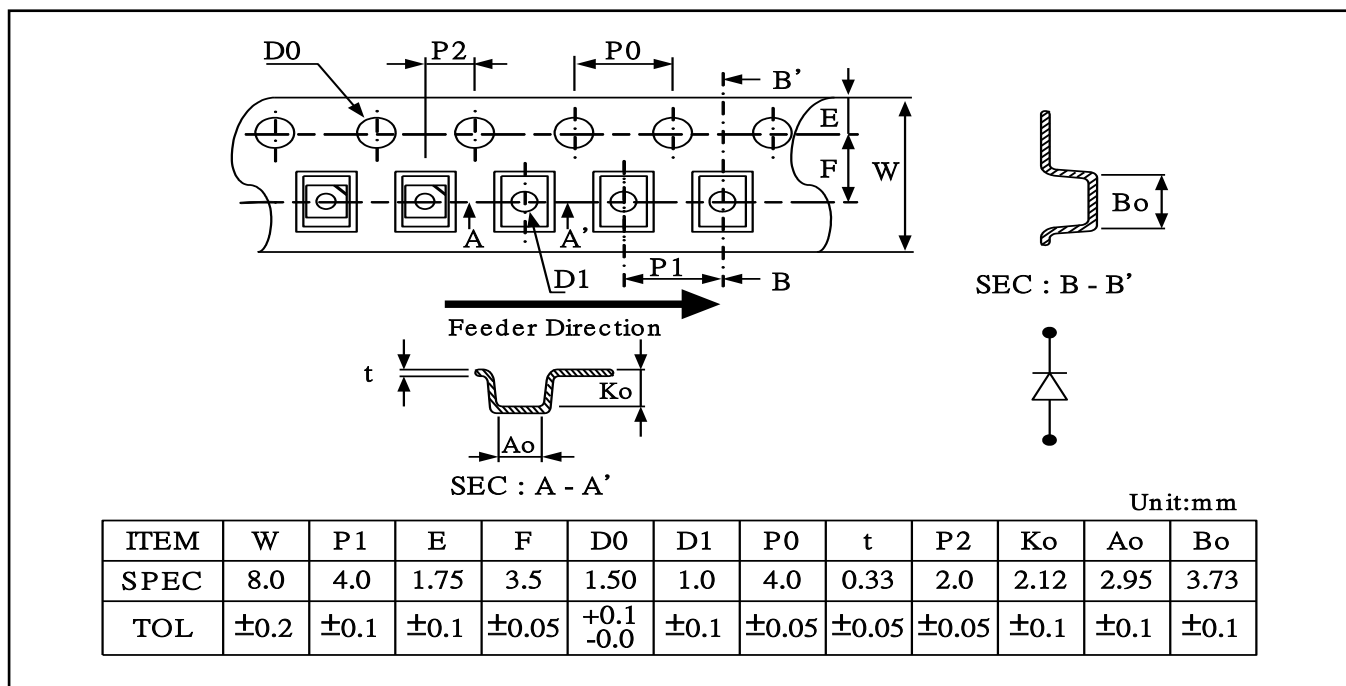 D0
P2
P0
B’
E
F
W
A
A’
D1
P1
B
Feeder Direction
Bo
SEC : B - B’
t
Ko
Ao
SEC : A - A’
Unit:mm
ITEM W P1 E F D0 D1 P0 t P2 Ko Ao Bo
SPEC 8.0 4.0 1.75 3.5 1.50 1.0 4.0 0.33 2.0 2.12 2.95 3.73
TOL ±0.2 ±0.1 ±0.1 ±0.05 +0.1 -0.0 ±0.1 ±0.05 ±0.05 ±0.05 ±0.1 ±0.1 ±0.1